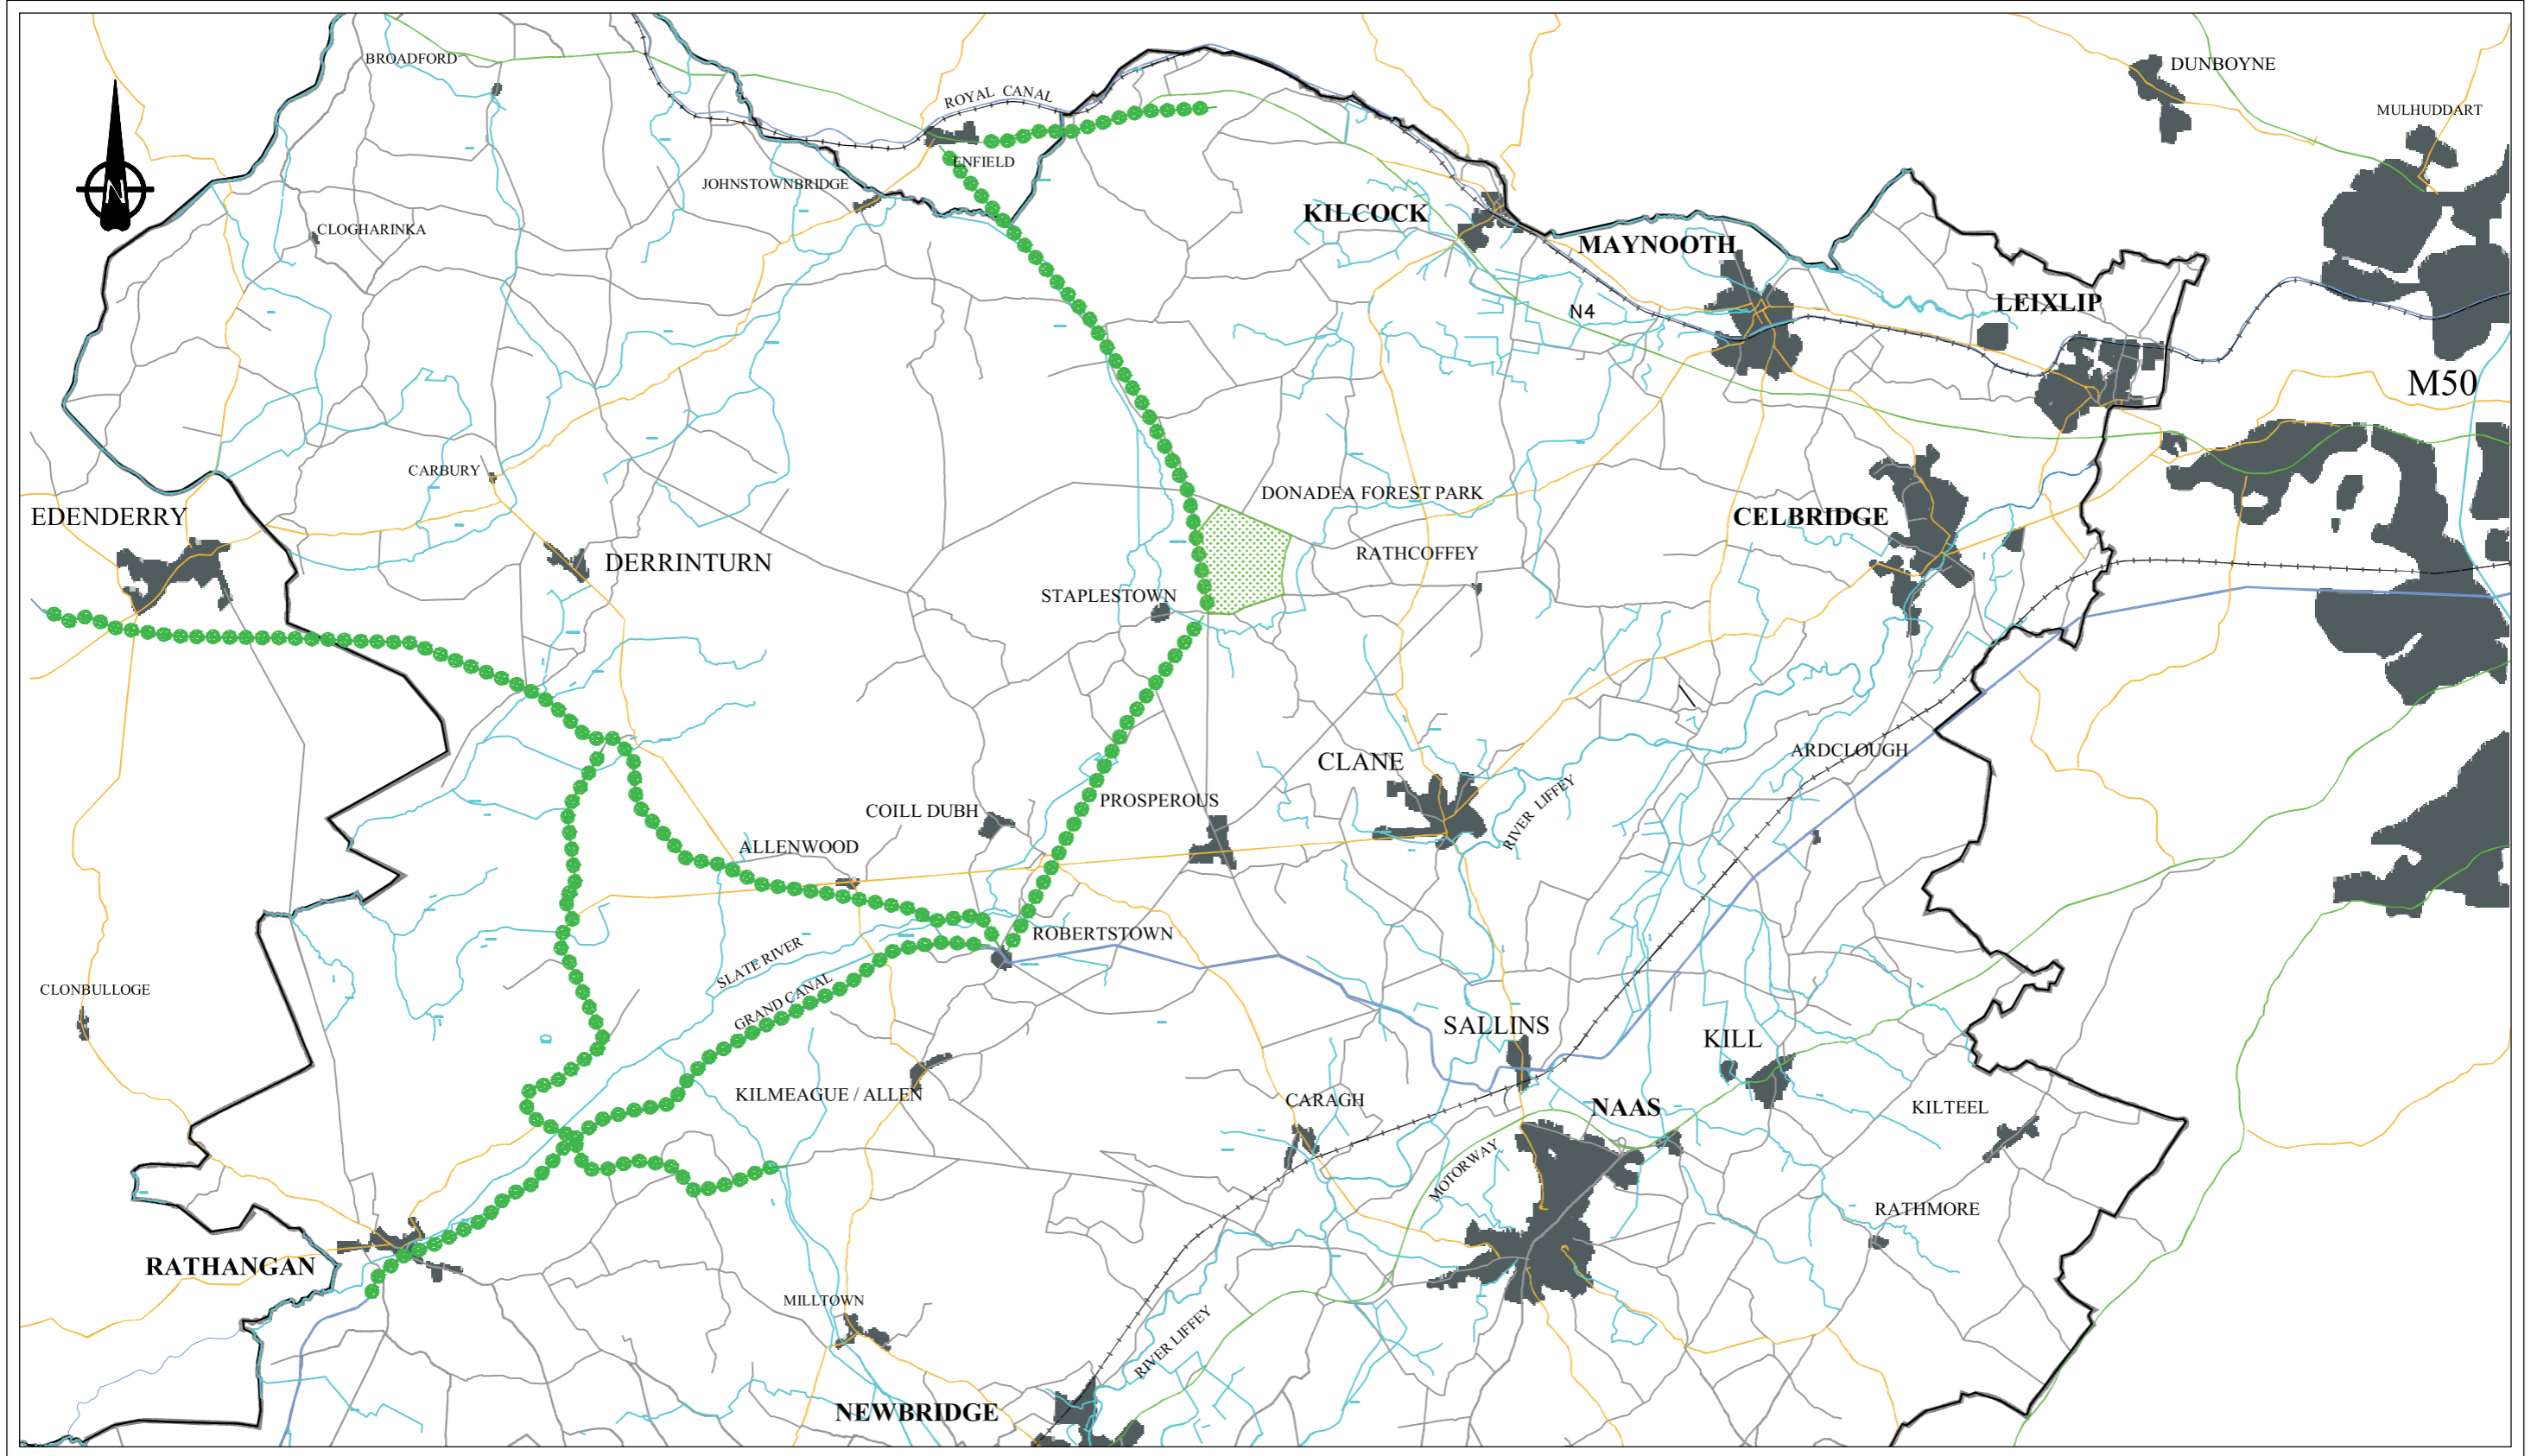 BROADFORD
DUNBOYNE
ROYAL CANAL
MULHUDDART
ENFIELD
JOHNSTOWNBRIDGE
N
KILCOCK
CLOGHARINKA
MAYNOOTH
LEIXLIP
N4
M50
CARBURY
DONADEA FOREST PARK
EDENDERRY
CELBRIDGE
RATHCOFFEY
DERRINTURN
STAPLESTOWN
ARDCLOUGH
CLANE
PROSPEROUS
COILL DUBH
RIVER LIFFEY
ALLENWOOD
ROBERTSTOWN
SLATE RIVER
CLONBULLOGE
GRAND CANAL
SALLINS
KILL
KILMEAGUE / ALLEN
CARAGH
NAAS
KILTEEL
MOTORWAY
RATHMORE
RATHANGAN
MILLTOWN
RIVER LIFFEY
NEWBRIDGE